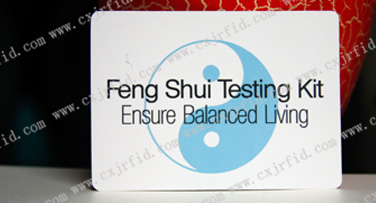 Feng Shui Testing Kit
Ensure Balanced Living
www.cxjrfid.com